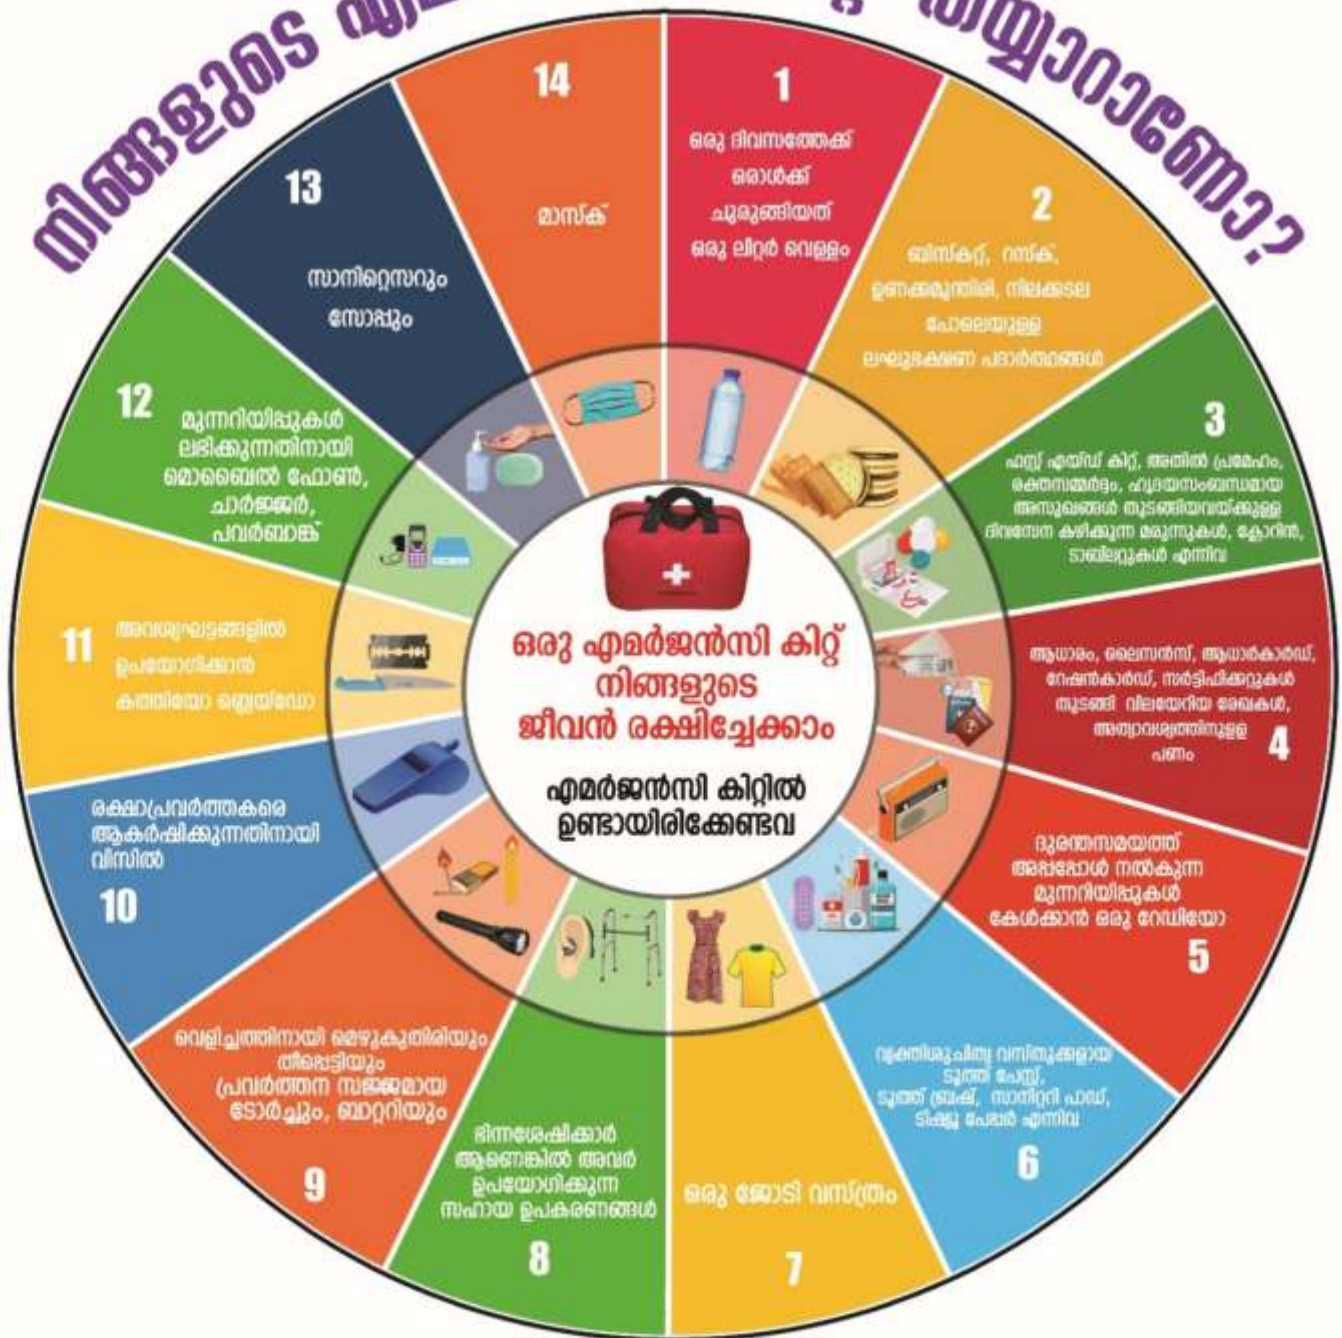 നിങ്ങളുടെ
തയ്യാറാണോ?
1
ഒരു ദിവസത്തേക്ക്
ഒരാൾക്ക്
ചുരുങ്ങിയത്
ഒരു ലിറ്റർ വെള്ളം
2
ബിസ്കറ്റ്, റസ്ക്,
ഉണക്കമുന്തിരി, നിലക്കടല
പോലെയുള്ള
ലഘുഭക്ഷണ പദാർത്ഥങ്ങൾ
3
ഫസ്റ്റ് എയ്ഡ് കിറ്റ്, അതിൽ പ്രമേഹം,
രക്തസമ്മർദ്ദം, ഹൃദയസംബന്ധമായ
അസുഖങ്ങൾ തുടങ്ങിയവയ്ക്കുള്ള
ദിവസേന കഴിക്കുന്ന മരുന്നുകൾ, ക്ലോറിൻ,
ടാബ്ലറ്റുകൾ എന്നിവ
ആധാരം, ലൈസൻസ്, ആധാർകാർഡ്,
റേഷൻകാർഡ്, സർട്ടിഫിക്കറ്റുകൾ
തുടങ്ങി വിലയേറിയ രേഖകൾ,
അത്യാവശ്യത്തിനുളള
പണം
4
ദുരന്തസമയത്ത്
അപ്പപ്പോൾ നൽകുന്ന
മുന്നറിയിപ്പുകൾ
കേൾക്കാൻ ഒരു റേഡിയോ
5
വ്യക്തിശുചിത്വ വസ്തുക്കളായ
ടൂത്ത് പേസ്റ്റ്,
ടൂത്ത് ബ്രഷ്, സാനിറ്ററി പാഡ്,
ടിഷ്യൂ പേപ്പർ എന്നിവ
6
ഒരു ജോടി വസ്ത്രം
7
ഭിന്നശേഷിക്കാർ
ആണെങ്കിൽ അവർ
ഉപയോഗിക്കുന്ന
സഹായ ഉപകരണങ്ങൾ
8
വെളിച്ചത്തിനായി മെഴുകുതിരിയും
തീപ്പെട്ടിയും
പ്രവർത്തന സജ്ജമായ
ടോർച്ചും, ബാറ്ററിയും
9
രക്ഷാപ്രവർത്തകരെ
ആകർഷിക്കുന്നതിനായി
വിസിൽ
10
11
അവശ്യഘട്ടങ്ങളിൽ
ഉപയോഗിക്കാൻ
കത്തിയോ ബ്ലെയ്ഡോ
12
മുന്നറിയിപ്പുകൾ
ലഭിക്കുന്നതിനായി
മൊബൈൽ ഫോൺ,
ചാർജ്ജർ,
പവർബാങ്ക്
13
സാനിറ്റൈസറും
സോപ്പും
14
മാസ്ക്
ഒരു എമർജൻസി കിറ്റ്
നിങ്ങളുടെ
ജീവൻ രക്ഷിച്ചേക്കാം
എമർജൻസി കിറ്റിൽ
ഉണ്ടായിരിക്കേണ്ടവ